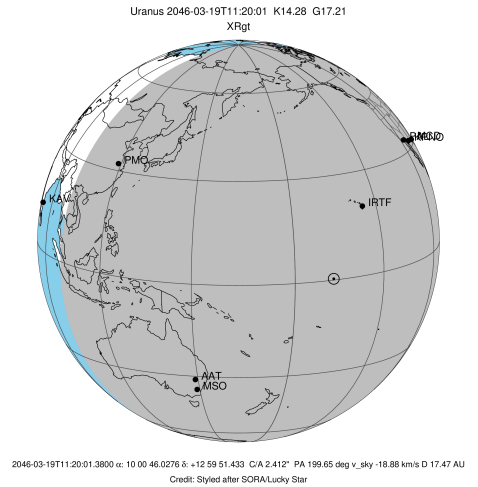 Uranus 2046-03-19T11:20:01 K14.28 G17.21
XRgt
PMO
KAV
IRTF
AAT
MSO
2046-03-19T11:20:01.3800 α: 10 00 46.0276 δ: +12 59 51.433 C/A 2.412" PA 199.65 deg v_sky -18.88 km/s D 17.47 AU
Credit: Styled after SORA/Lucky Star